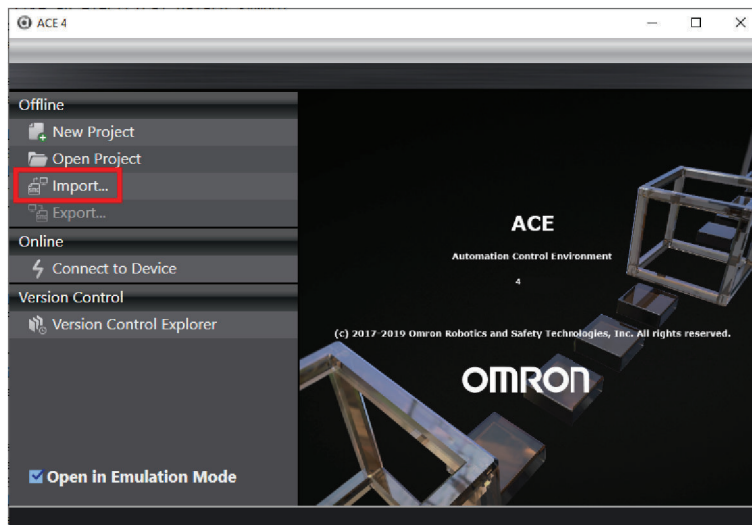 ACE 4
Offline
New Project
Open Project
Import...
Export...
Online
Connect to Device
Version Control
Version Control Explorer
Open in Emulation Mode
ACE
Automation Control Environment
4
(c) 2017-2019 Omron Robotics and Safety Technologies, Inc. All rights reserved.
OMRON